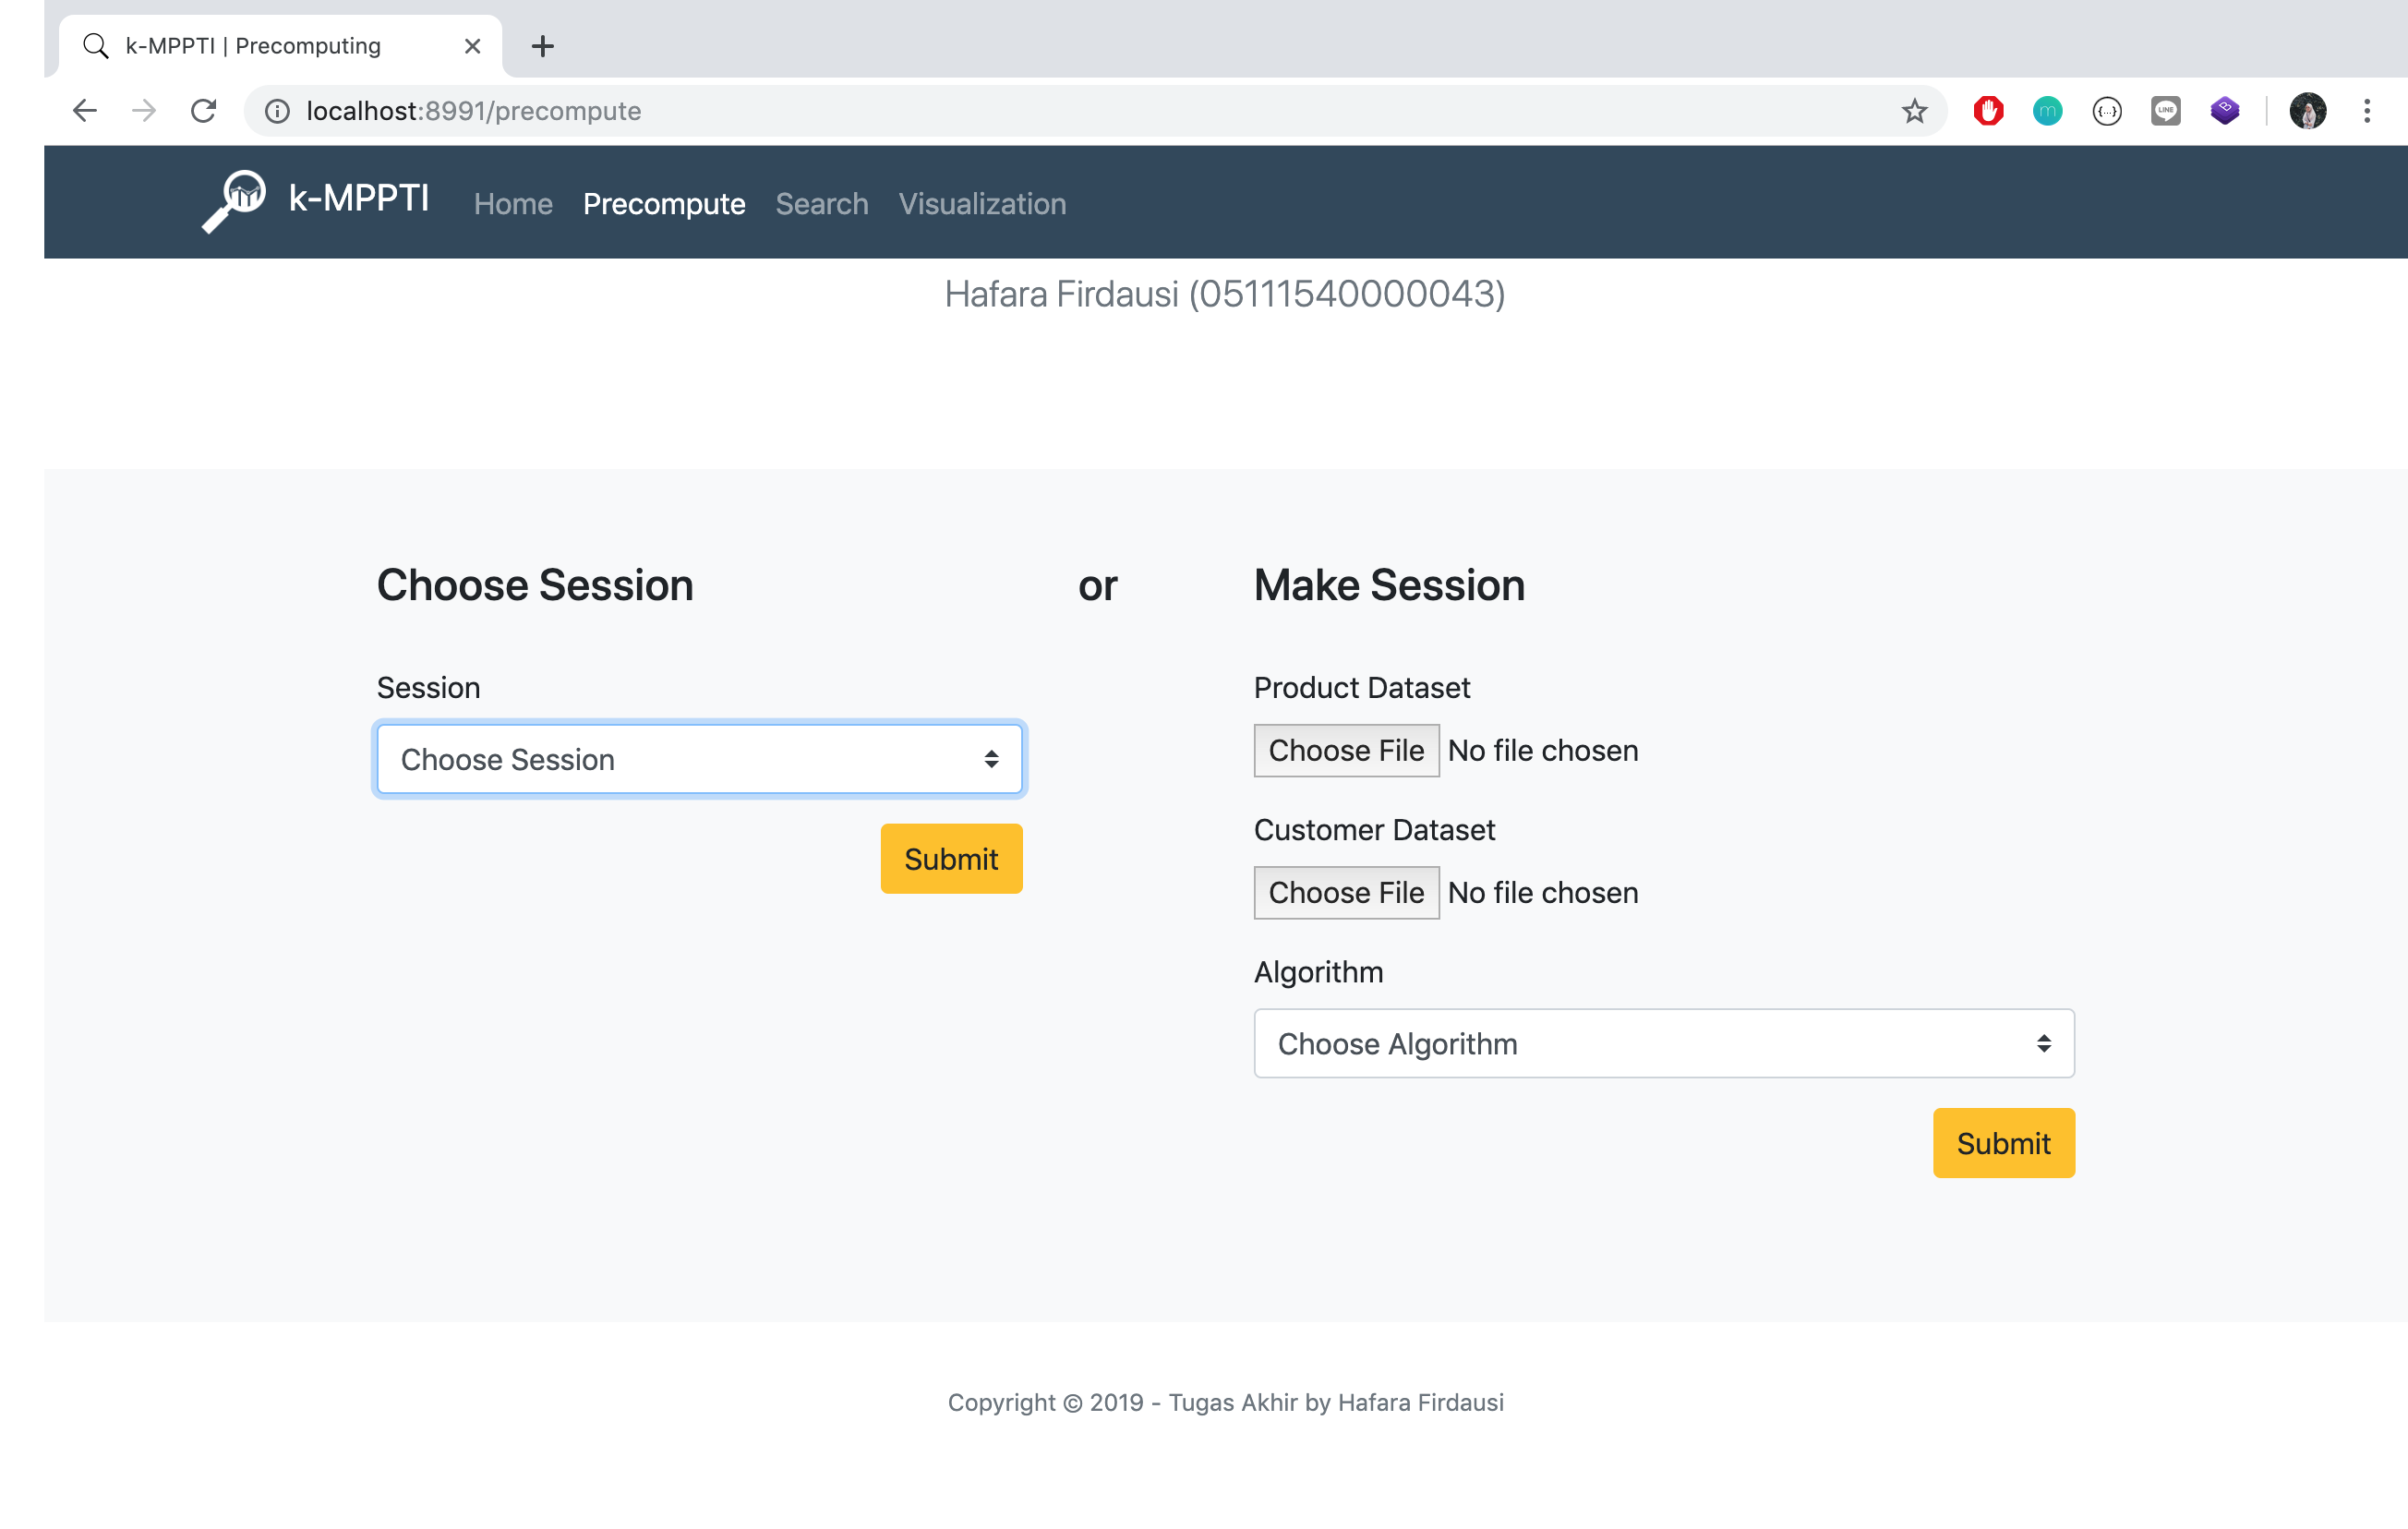 k-MPPTI | Precomputing
localhost:8991/precompute
k-MPPTI Home Precompute Search Visualization
Hafara Firdausi (05111540000043)
Choose Session or Make Session
Session
Choose Session
Submit
Product Dataset
Choose File No file chosen
Customer Dataset
Choose File No file chosen
Algorithm
Choose Algorithm
Submit
Copyright © 2019 - Tugas Akhir by Hafara Firdausi